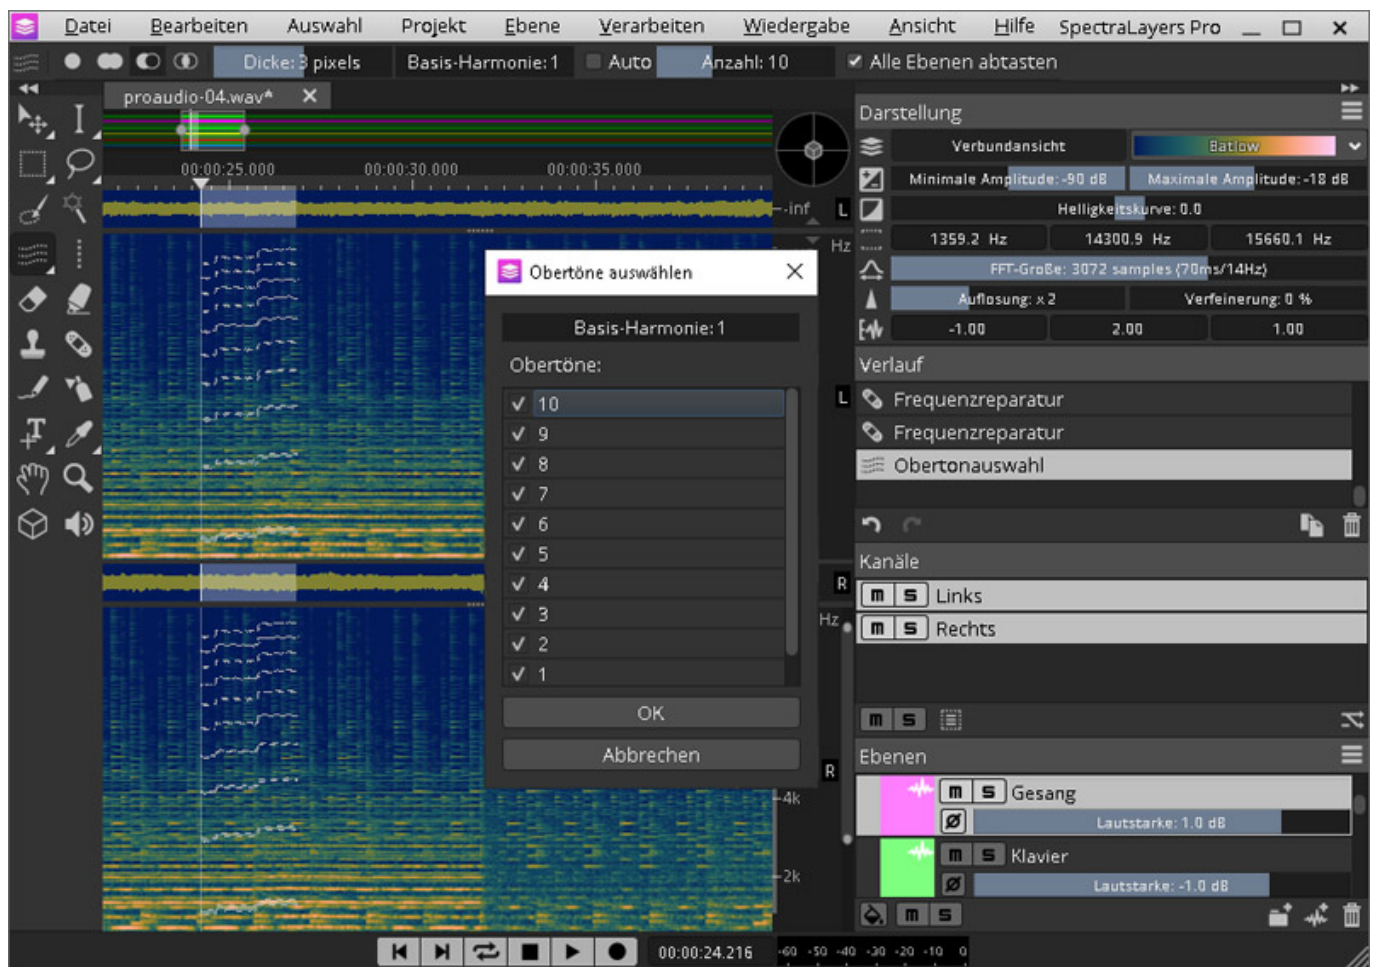 Datei Bearbeiten Auswahl Projekt Ebene Verarbeiten Wiedergabe Ansicht Hilfe SpectraLayers Pro
Dicke: 3 pixels Basis-Harmonie: 1 Auto Anzahl: 10 Alle Ebenen abtasten
proaudio-04.wav*
00:00:25.000 00:00:30.000 00:00:35.000
-inf L
Hz
L
R
Hz
R
4k
2k
Obertöne auswählen
Basis-Harmonie: 1
Obertöne:
10
9
8
7
6
5
4
3
2
1
OK
Abbrechen
Darstellung
Verbundansicht Batlow
Minimale Amplitude: -90 dB Maximale Amplitude: -18 dB
Helligkeitskurve: 0.0
1359.2 Hz 14300.9 Hz 15660.1 Hz
FFT-Große: 3072 samples (70ms/14Hz)
Auflosung: x 2 Verfeinerung: 0 %
-1.00 2.00 1.00
Verlauf
Frequenzreparatur
Frequenzreparatur
Obertonauswahl
Kanäle
m s Links
m s Rechts
m s
Ebenen
m s Gesang
Ø Lautstarke: 1.0 dB
m s Klavier
Ø Lautstarke: -1.0 dB
m s
00:00:24.216 -60 -50 -40 -30 -20 -10 0